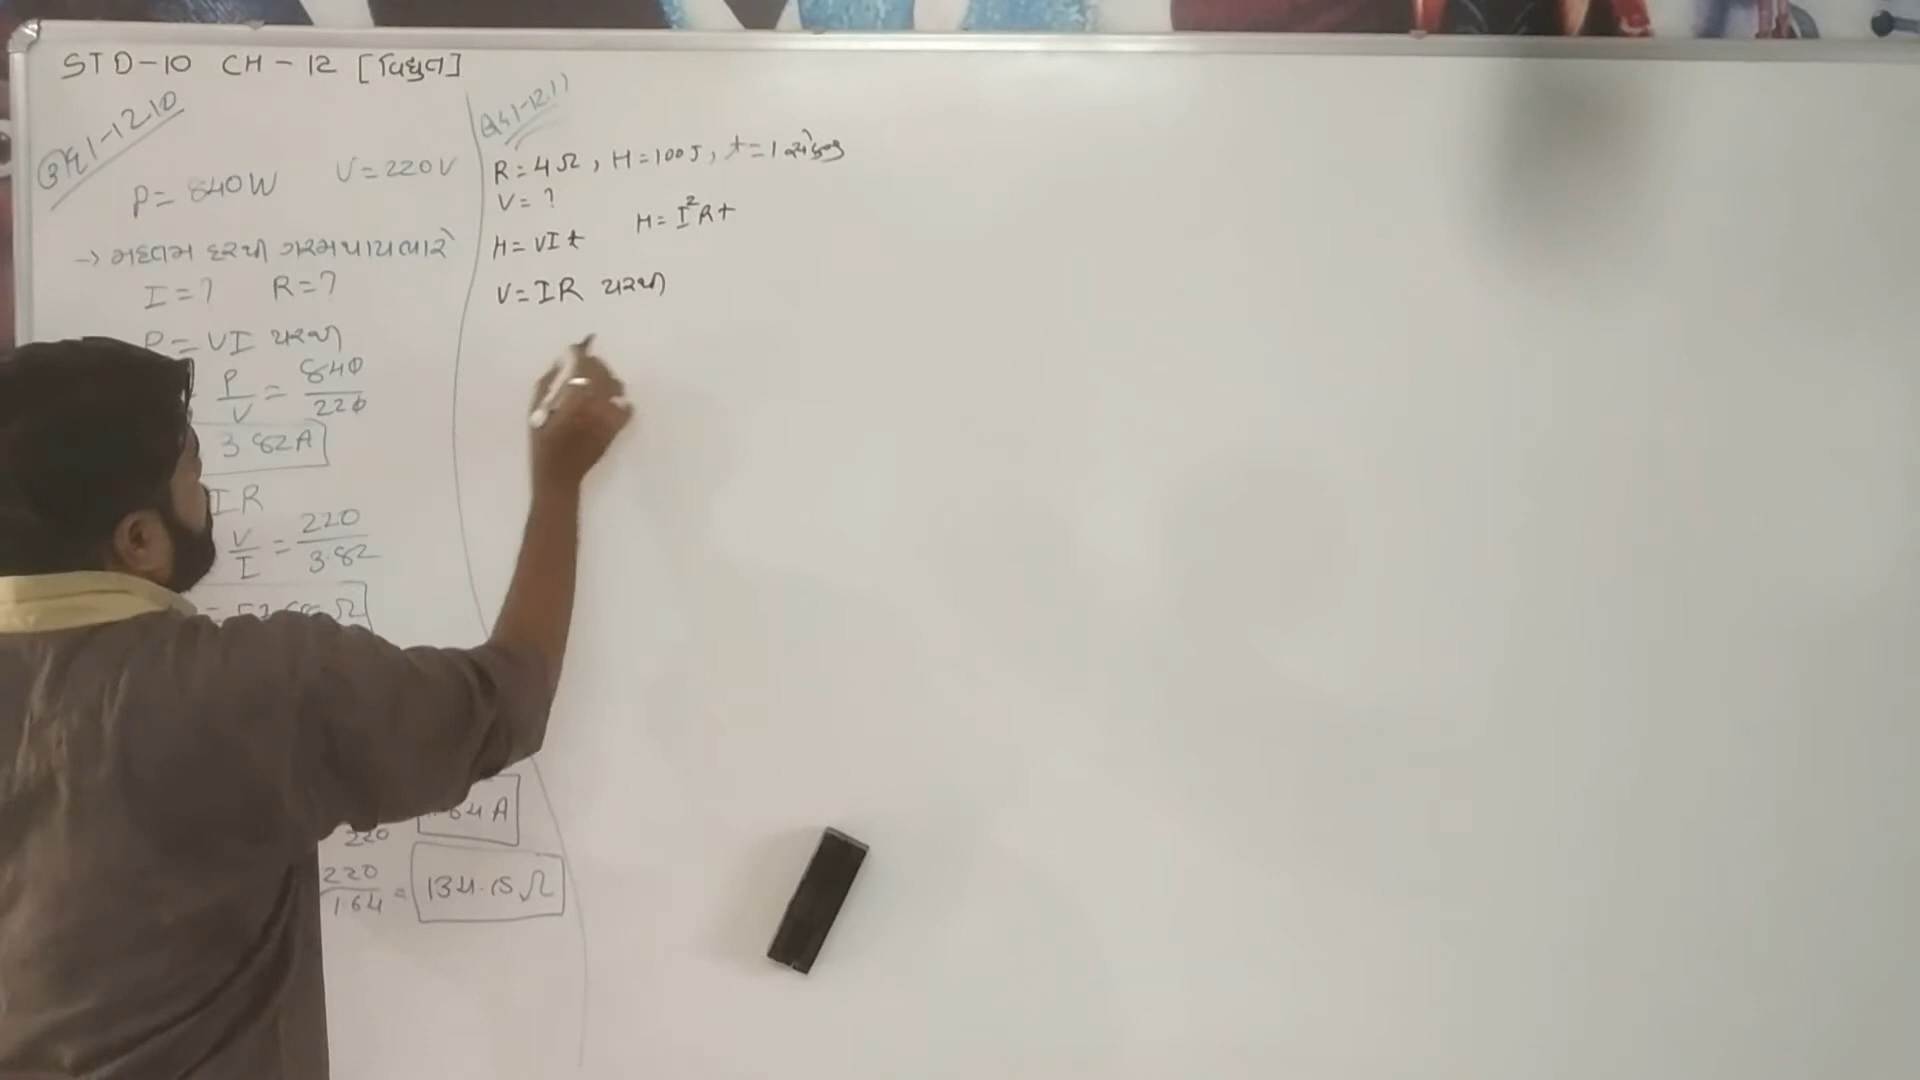 STD-10 CH-12 [વિદ્યુત]
ઉદા-12.10
P = 840W V = 220V
→ મહત્તમ દરથી ગરમ થાય ત્યારે
I = ? R = ?
P = VI પરથી
P/V = 840/220
3.82A
IR
V/I = 220/3.82
Ω
220
64 A
220/1.64 = 134.15 Ω
ઉદા-12.11
R = 4Ω, H = 100J, t = 1 સેકન્ડ
V = ?
H = VIt H = I²Rt
V = IR પરથી